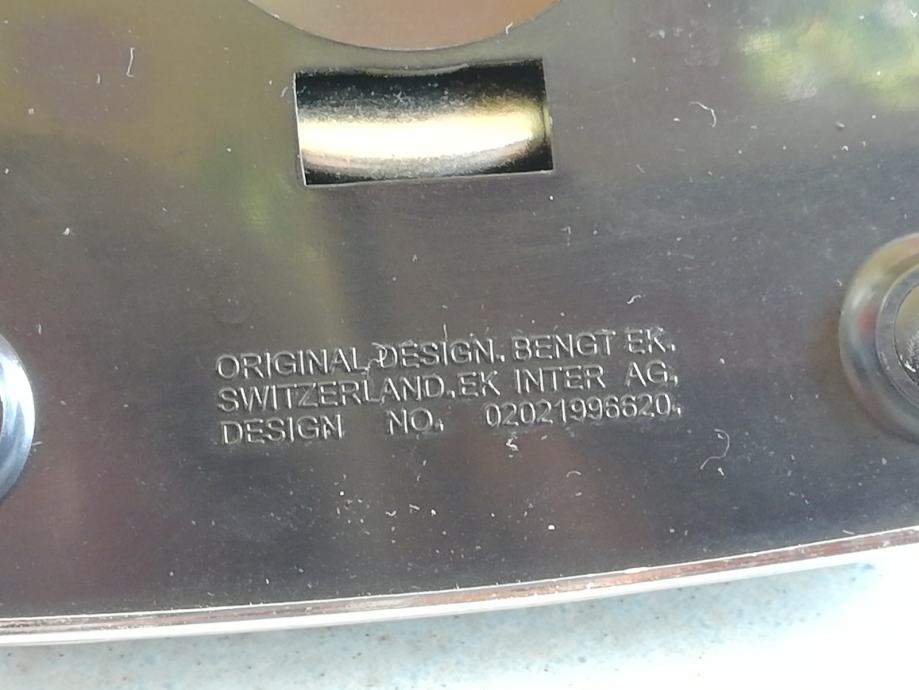 ORIGINAL DESIGN. BENGT EK.
SWITZERLAND.EK INTER AG.
DESIGN NO. 02021996620.